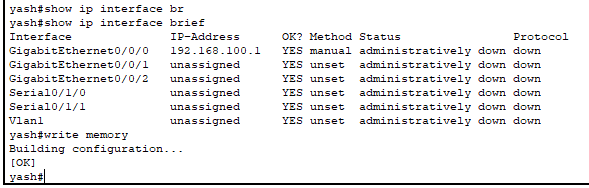 yash#show ip interface br
yash#show ip interface brief
Interface IP-Address OK? Method Status Protocol
GigabitEthernet0/0/0 192.168.100.1 YES manual administratively down down
GigabitEthernet0/0/1 unassigned YES unset administratively down down
GigabitEthernet0/0/2 unassigned YES unset administratively down down
Serial0/1/0 unassigned YES unset administratively down down
Serial0/1/1 unassigned YES unset administratively down down
Vlan1 unassigned YES unset administratively down down
yash#write memory
Building configuration...
[OK]
yash#